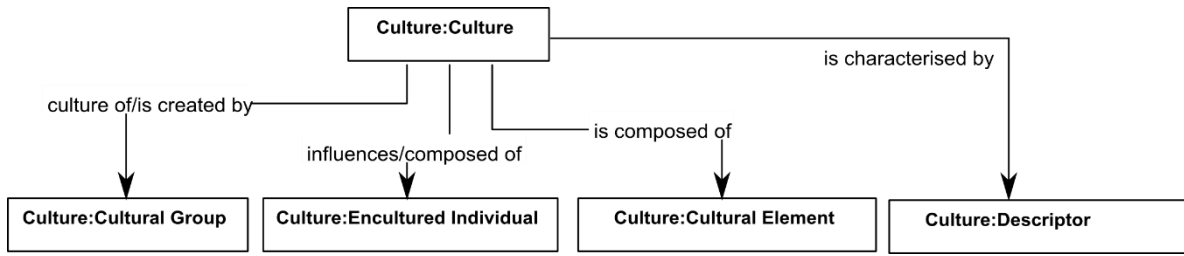 Culture:Culture
is characterised by
culture of/is created by
is composed of
influences/composed of
Culture:Cultural Group
Culture:Encultured Individual
Culture:Cultural Element
Culture:Descriptor